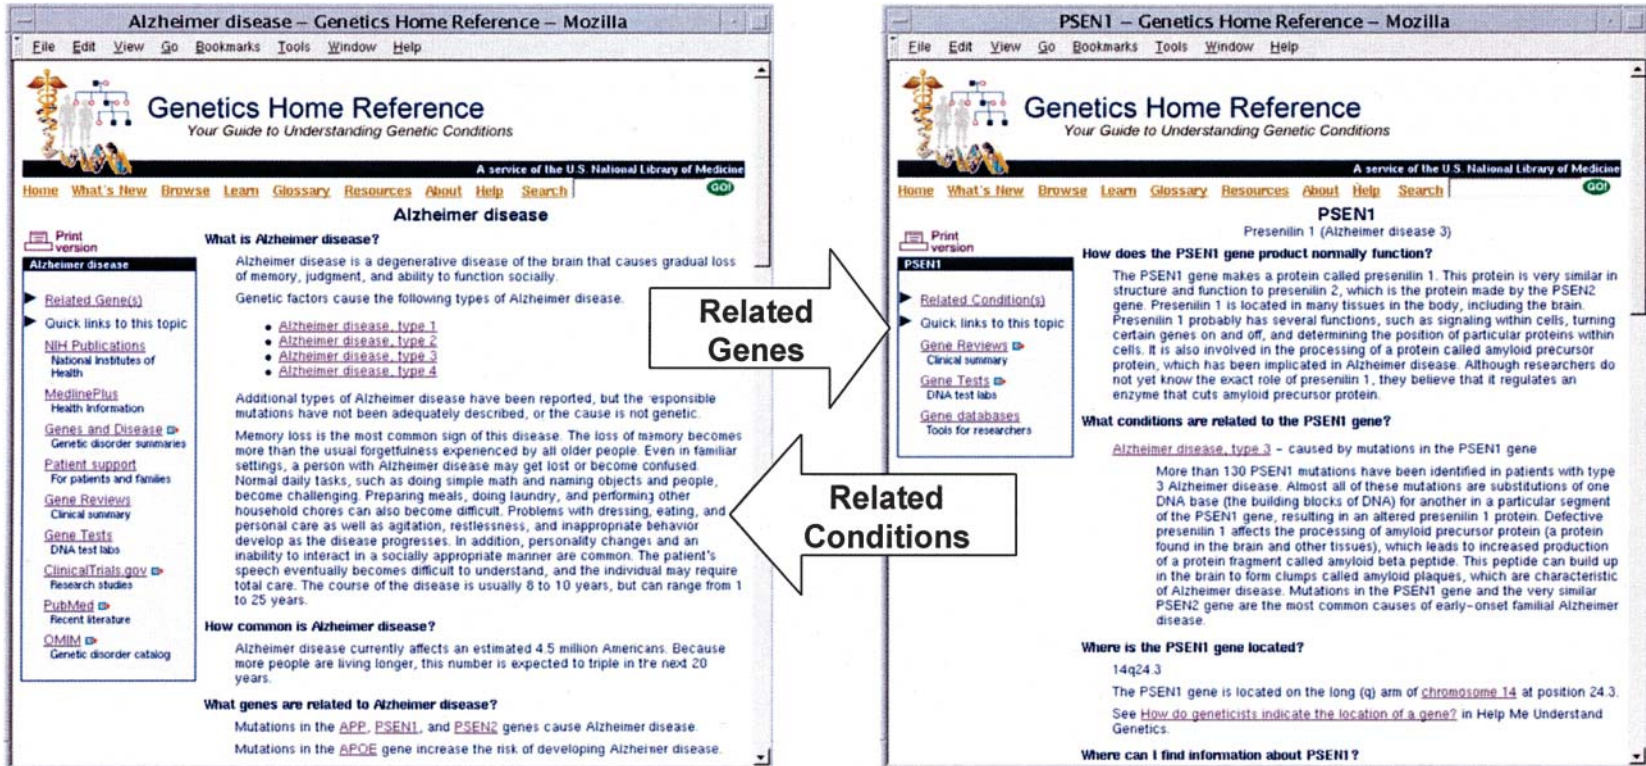 Alzheimer disease – Genetics Home Reference – Mozilla
File Edit View Go Bookmarks Tools Window Help
Genetics Home Reference
Your Guide to Understanding Genetic Conditions
A service of the U.S. National Library of Medicine
Home What's New Browse Learn Glossary Resources About Help Search GO!
Alzheimer disease
Print
version
Alzheimer disease
Related Gene(s)
Quick links to this topic
NIH Publications
National Institutes of
Health
MedlinePlus
Health Information
Genes and Disease
Genetic disorder summaries
Patient support
For patients and families
Gene Reviews
Clinical summary
Gene Tests
DNA test labs
ClinicalTrials.gov
Research studies
PubMed
Recent literature
OMIM
Genetic disorder catalog
What is Alzheimer disease?
Alzheimer disease is a degenerative disease of the brain that causes gradual loss
of memory, judgment, and ability to function socially.
Genetic factors cause the following types of Alzheimer disease.
• Alzheimer disease, type 1
• Alzheimer disease, type 2
• Alzheimer disease, type 3
• Alzheimer disease, type 4
Additional types of Alzheimer disease have been reported, but the responsible
mutations have not been adequately described, or the cause is not genetic.
Memory loss is the most common sign of this disease. The loss of memory becomes
more than the usual forgetfulness experienced by all older people. Even in familiar
settings, a person with Alzheimer disease may get lost or become confused.
Normal daily tasks, such as doing simple math and naming objects and people,
become challenging. Preparing meals, doing laundry, and performing other
household chores can also become difficult. Problems with dressing, eating, and
personal care as well as agitation, restlessness, and inappropriate behavior
develop as the disease progresses. In addition, personality changes and an
inability to interact in a socially appropriate manner are common. The patient's
speech eventually becomes difficult to understand, and the individual may require
total care. The course of the disease is usually 8 to 10 years, but can range from 1
to 25 years.
How common is Alzheimer disease?
Alzheimer disease currently affects an estimated 4.5 million Americans. Because
more people are living longer, this number is expected to triple in the next 20
years.
What genes are related to Alzheimer disease?
Mutations in the APP, PSEN1, and PSEN2 genes cause Alzheimer disease.
Mutations in the APOE gene increase the risk of developing Alzheimer disease.
Related
Genes
Related
Conditions
PSEN1 – Genetics Home Reference – Mozilla
File Edit View Go Bookmarks Tools Window Help
Genetics Home Reference
Your Guide to Understanding Genetic Conditions
A service of the U.S. National Library of Medicine
Home What's New Browse Learn Glossary Resources About Help Search GO!
PSEN1
Presenilin 1 (Alzheimer disease 3)
Print
version
PSEN1
Related Condition(s)
Quick links to this topic
Gene Reviews
Clinical summary
Gene Tests
DNA test labs
Gene databases
Tools for researchers
How does the PSEN1 gene product normally function?
The PSEN1 gene makes a protein called presenilin 1. This protein is very similar in
structure and function to presenilin 2, which is the protein made by the PSEN2
gene. Presenilin 1 is located in many tissues in the body, including the brain.
Presenilin 1 probably has several functions, such as signaling within cells, turning
certain genes on and off, and determining the position of particular proteins within
cells. It is also involved in the processing of a protein called amyloid precursor
protein, which has been implicated in Alzheimer disease. Although researchers do
not yet know the exact role of presenilin 1, they believe that it regulates an
enzyme that cuts amyloid precursor protein.
What conditions are related to the PSEN1 gene?
Alzheimer disease, type 3 – caused by mutations in the PSEN1 gene
More than 130 PSEN1 mutations have been identified in patients with type
3 Alzheimer disease. Almost all of these mutations are substitutions of one
DNA base (the building blocks of DNA) for another in a particular segment
of the PSEN1 gene, resulting in an altered presenilin 1 protein. Defective
presenilin 1 affects the processing of amyloid precursor protein (a protein
found in the brain and other tissues), which leads to increased production
of a protein fragment called amyloid beta peptide. This peptide can build up
in the brain to form clumps called amyloid plaques, which are characteristic
of Alzheimer disease. Mutations in the PSEN1 gene and the very similar
PSEN2 gene are the most common causes of early–onset familial Alzheimer
disease.
Where is the PSEN1 gene located?
14q24.3
The PSEN1 gene is located on the long (q) arm of chromosome 14 at position 24.3.
See How do geneticists indicate the location of a gene? in Help Me Understand
Genetics.
Where can I find information about PSEN1?